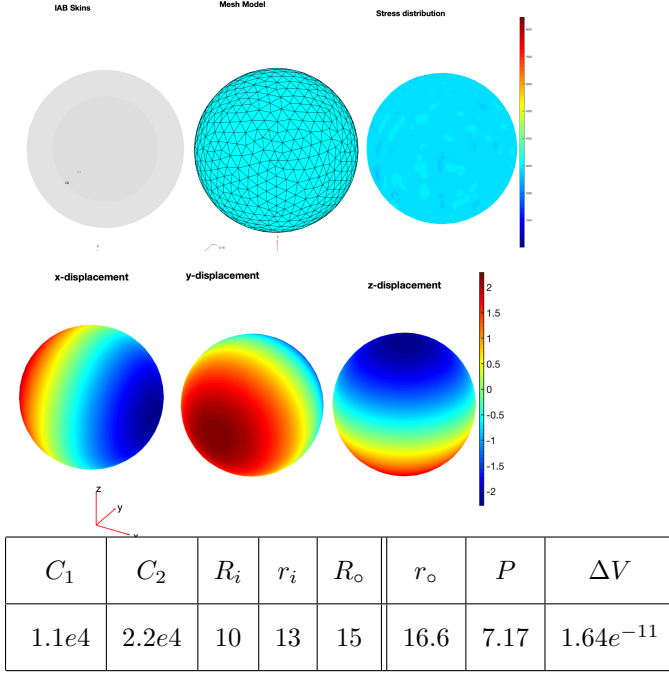 IAB Skins
Mesh Model
Stress distribution
x-displacement
y-displacement
z-displacement
2
1.5
1
0.5
0
-0.5
-1
-1.5
-2
z
y
x
C₁ C₂ Rᵢ rᵢ R∘ r∘ P ΔV
1.1e4 2.2e4 10 13 15 16.6 7.17 1.64e⁻¹¹